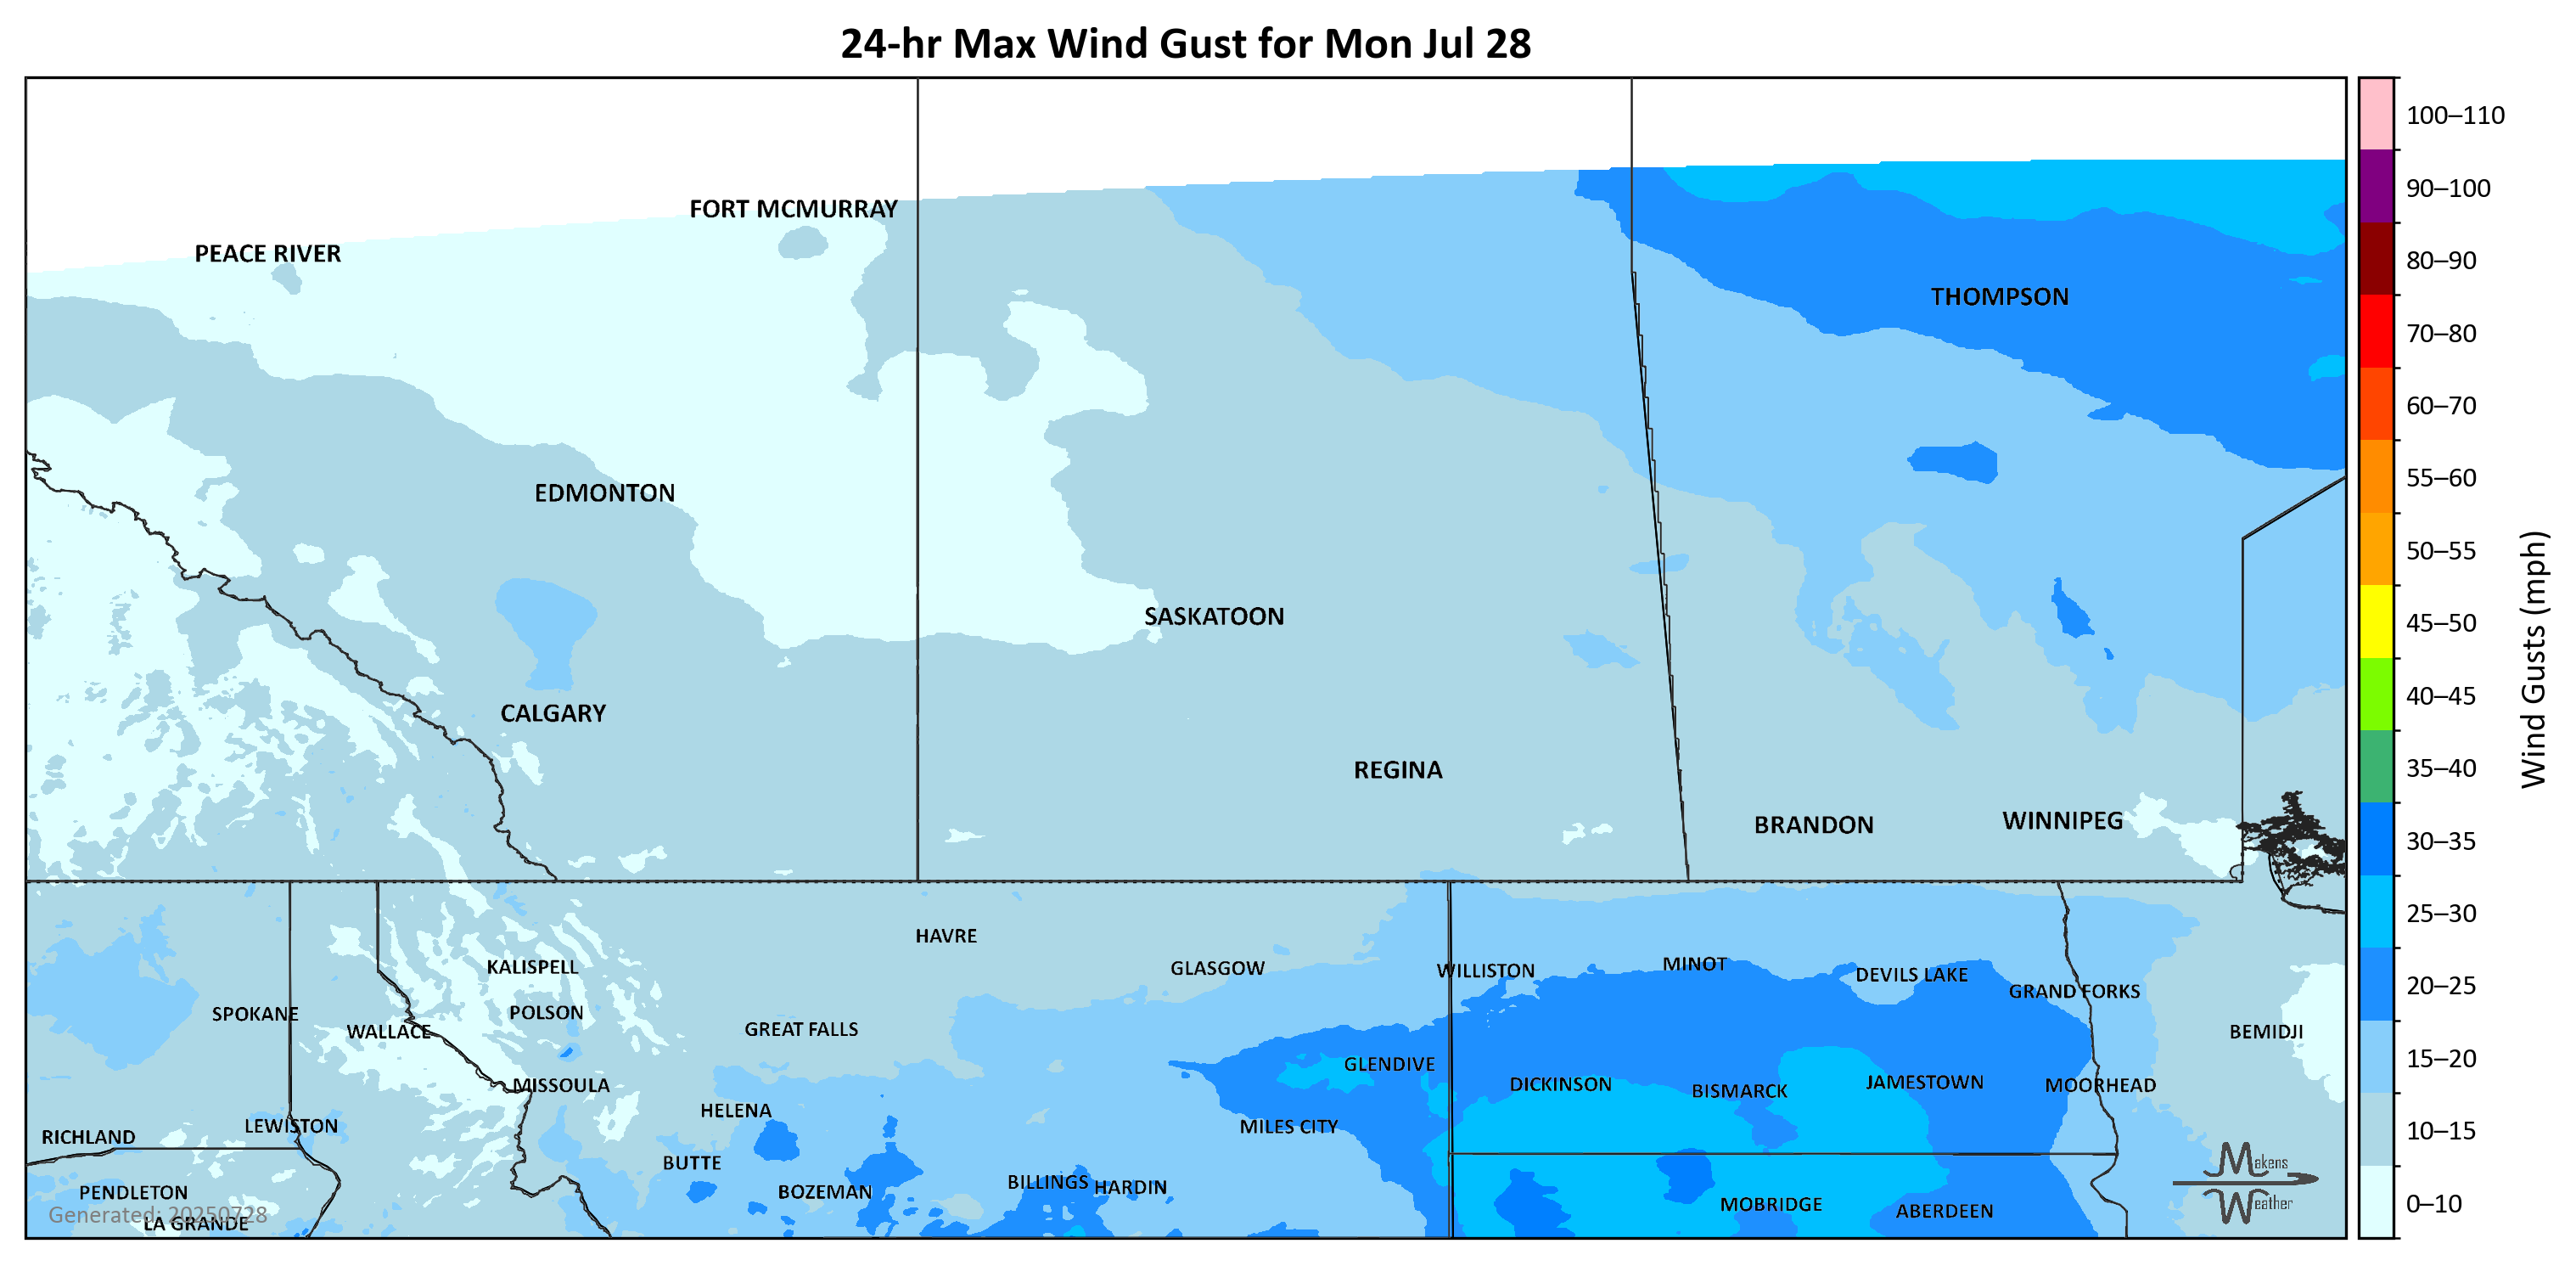 24-hr Max Wind Gust for Mon Jul 28
100–110
90–100
FORT MCMURRAY
PEACE RIVER
80–90
THOMPSON
70–80
60–70
55–60
EDMONTON
50–55
SASKATOON
45–50
CALGARY
40–45
REGINA
35–40
BRANDON
WINNIPEG
30–35
Wind Gusts (mph)
25–30
HAVRE
KALISPELL
GLASGOW
WILLISTON
MINOT
DEVILS LAKE
20–25
GRAND FORKS
SPOKANE
POLSON
WALLACE
GREAT FALLS
BEMIDJI
15–20
GLENDIVE
MISSOULA
DICKINSON
BISMARCK
JAMESTOWN
MOORHEAD
HELENA
LEWISTON
MILES CITY
10–15
RICHLAND
BUTTE
Makens
Weather
BILLINGS
HARDIN
PENDLETON
BOZEMAN
MOBRIDGE
ABERDEEN
0–10
Generated: 20250728
LA GRANDE